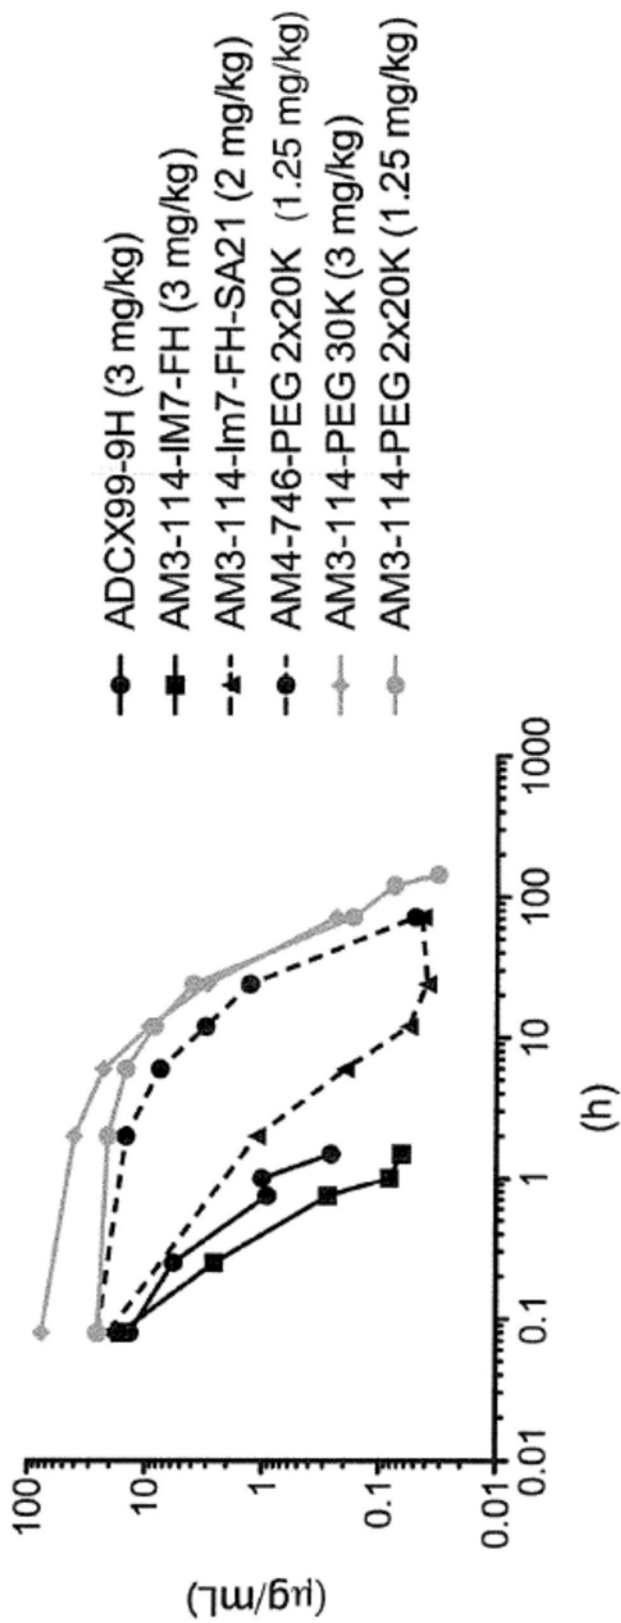 100
10
1
0.1
0.01
(µg/mL)
0.01
0.1
1
10
100
1000
(h)
ADCX99-9H (3 mg/kg)
AM3-114-IM7-FH (3 mg/kg)
AM3-114-Im7-FH-SA21 (2 mg/kg)
AM4-746-PEG 2x20K (1.25 mg/kg)
AM3-114-PEG 30K (3 mg/kg)
AM3-114-PEG 2x20K (1.25 mg/kg)